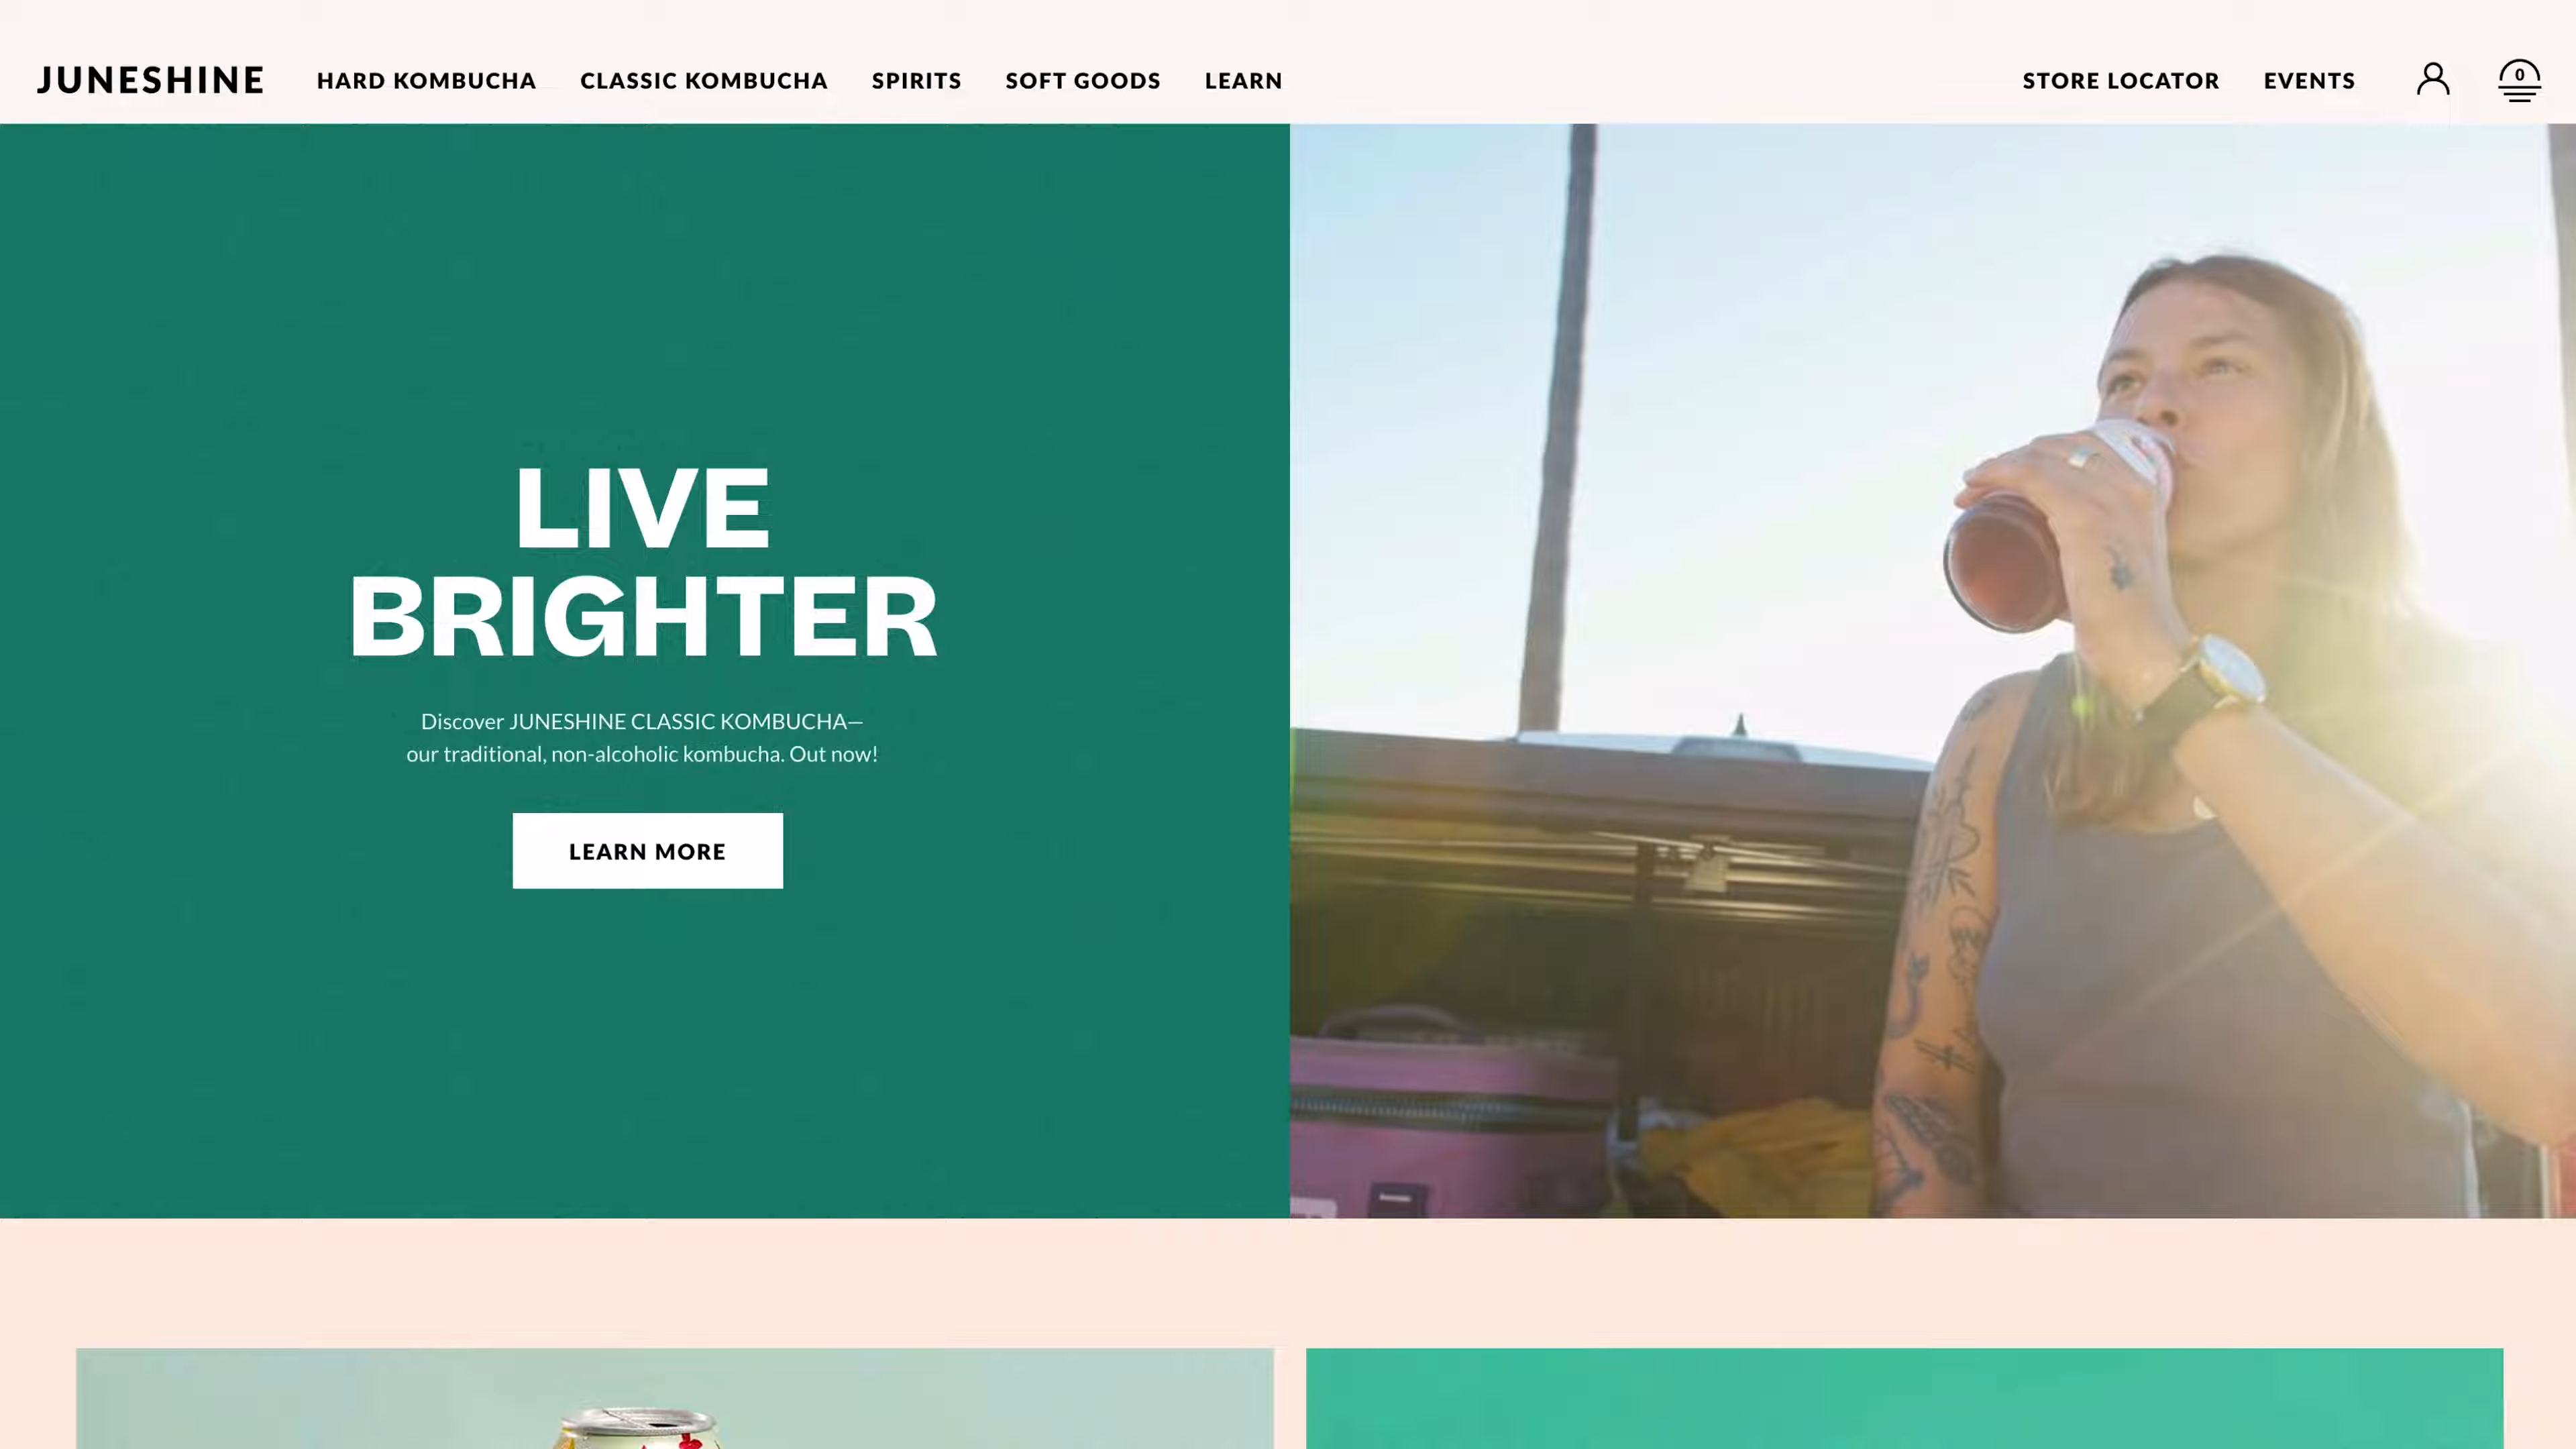 JUNESHINE
HARD KOMBUCHA
CLASSIC KOMBUCHA
SPIRITS
SOFT GOODS
LEARN
STORE LOCATOR
EVENTS
0
LIVE
BRIGHTER
Discover JUNESHINE CLASSIC KOMBUCHA—
our traditional, non-alcoholic kombucha. Out now!
LEARN MORE